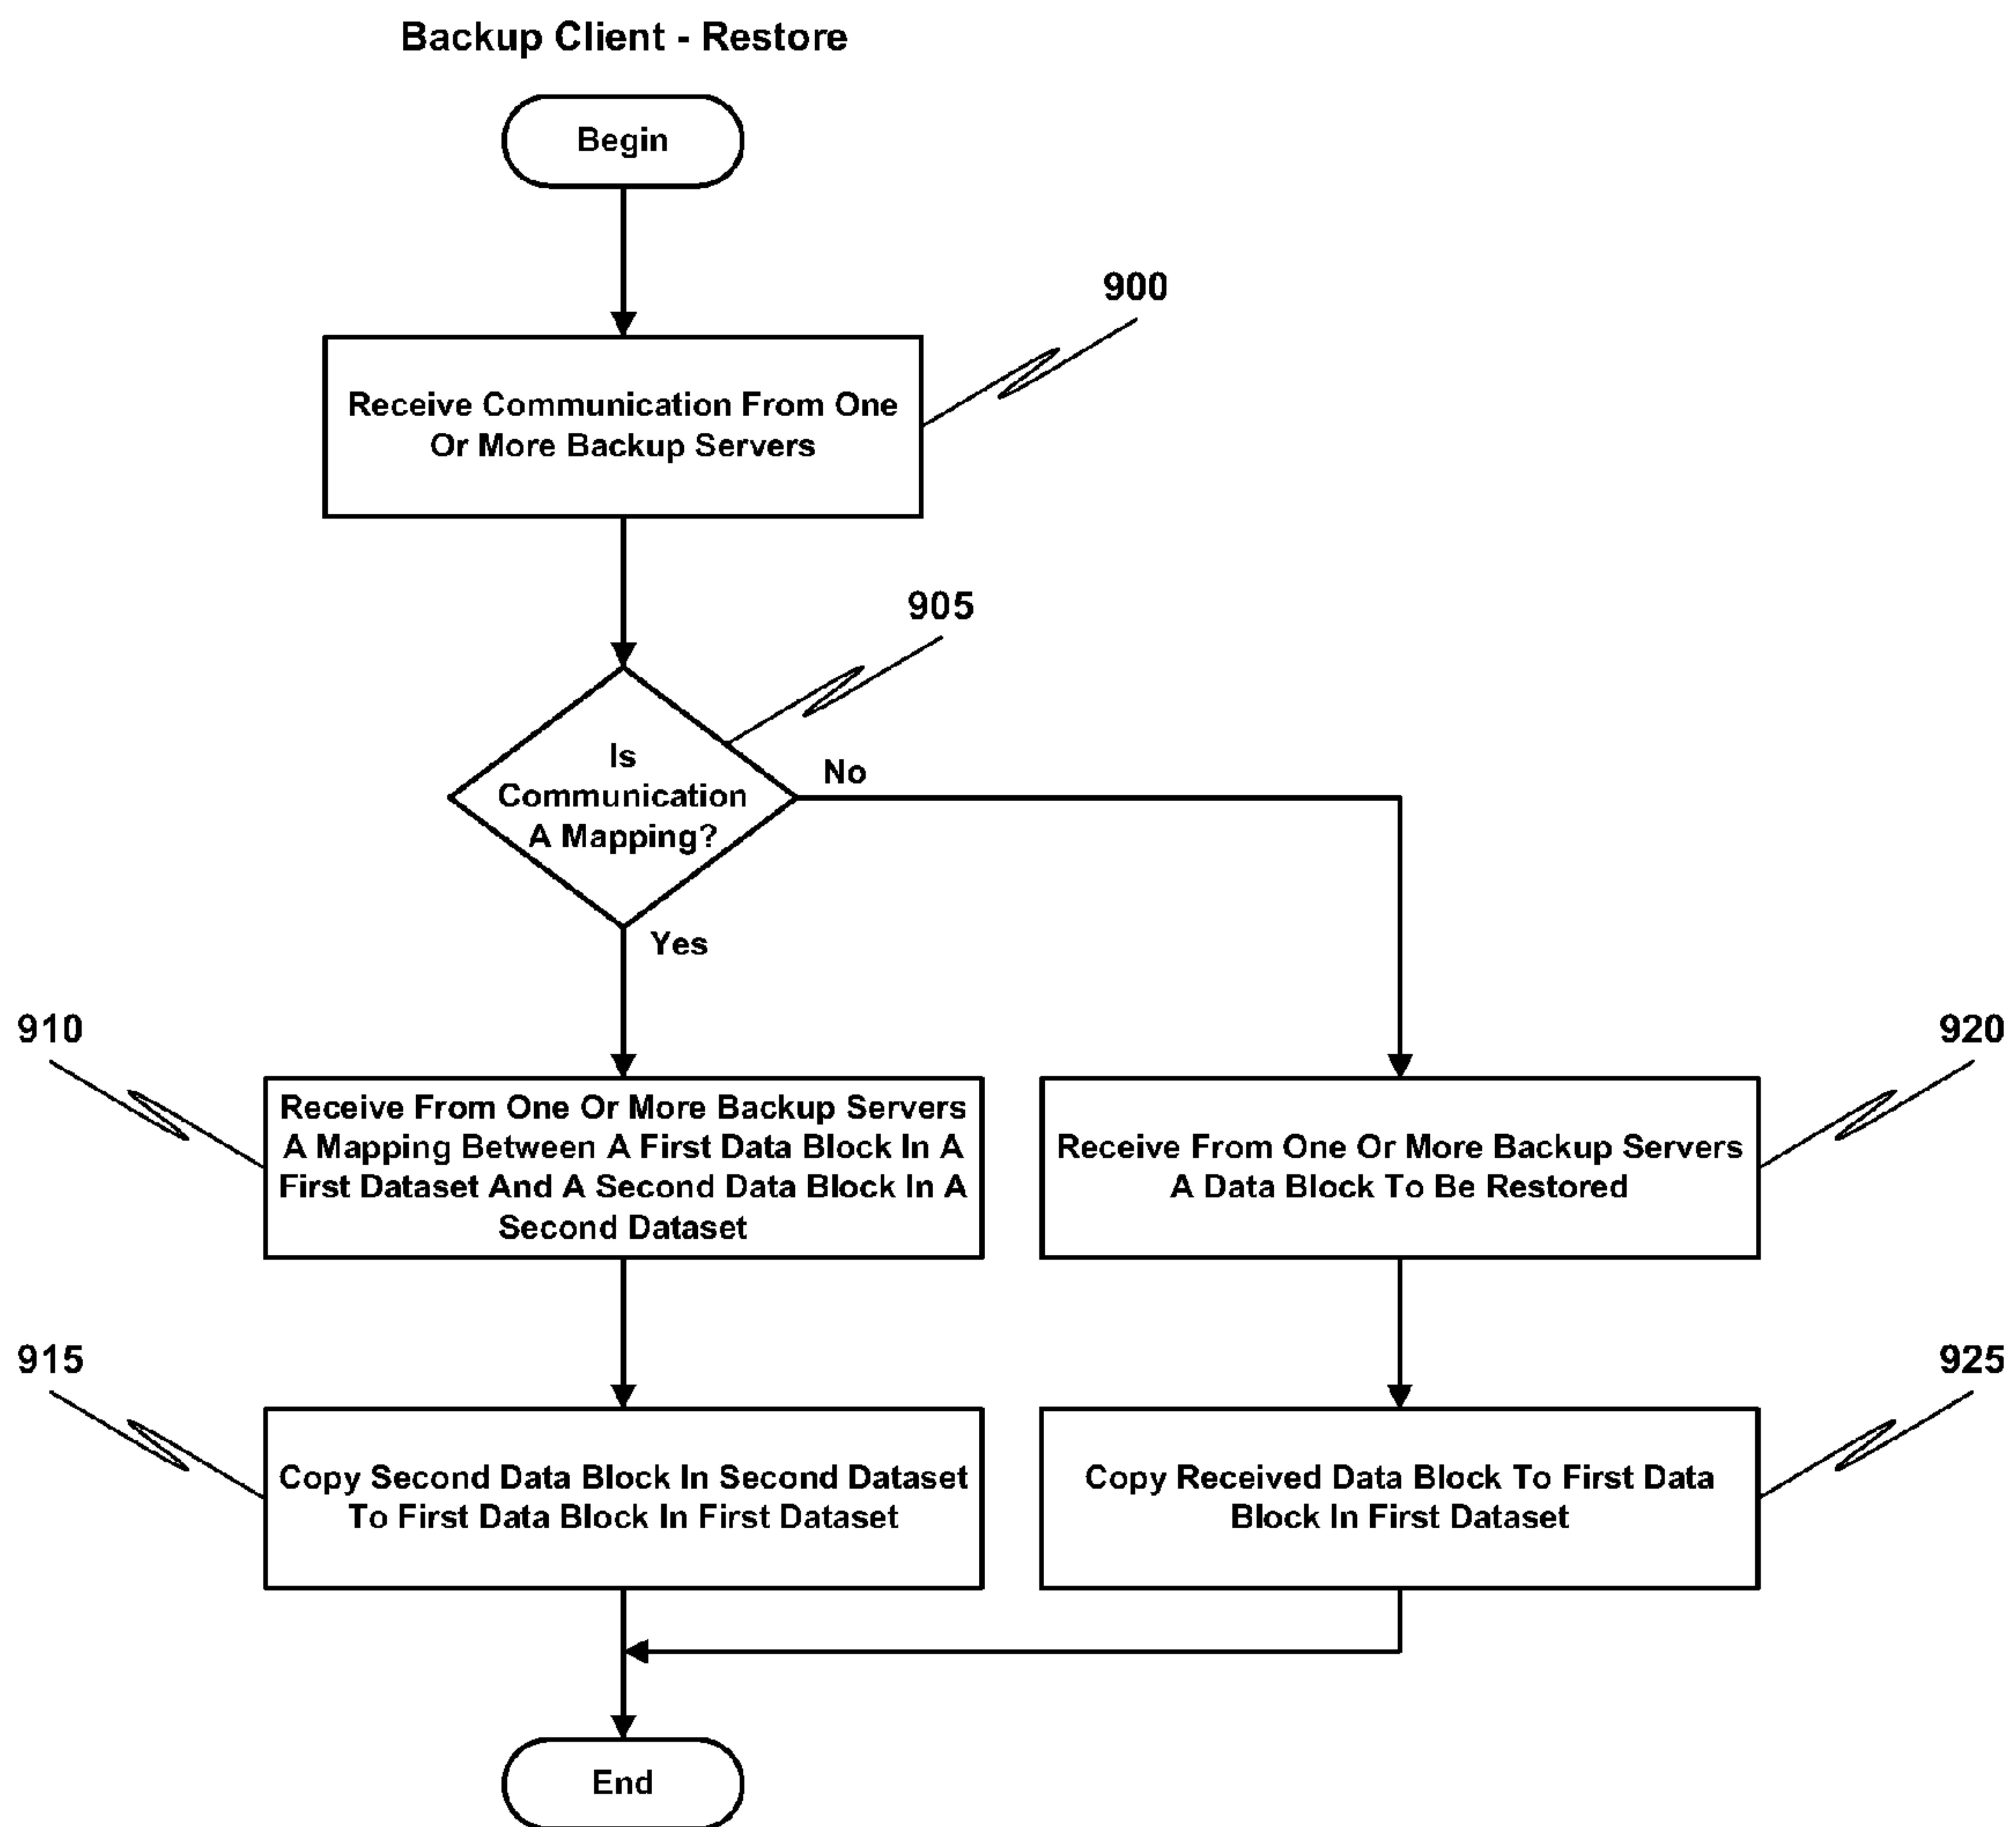 Backup Client - Restore
Begin
900
Receive Communication From One
Or More Backup Servers
905
Is
Communication
A Mapping?
No
Yes
910
920
Receive From One Or More Backup Servers
A Mapping Between A First Data Block In A
First Dataset And A Second Data Block In A
Second Dataset
Receive From One Or More Backup Servers
A Data Block To Be Restored
915
925
Copy Second Data Block In Second Dataset
To First Data Block In First Dataset
Copy Received Data Block To First Data
Block In First Dataset
End